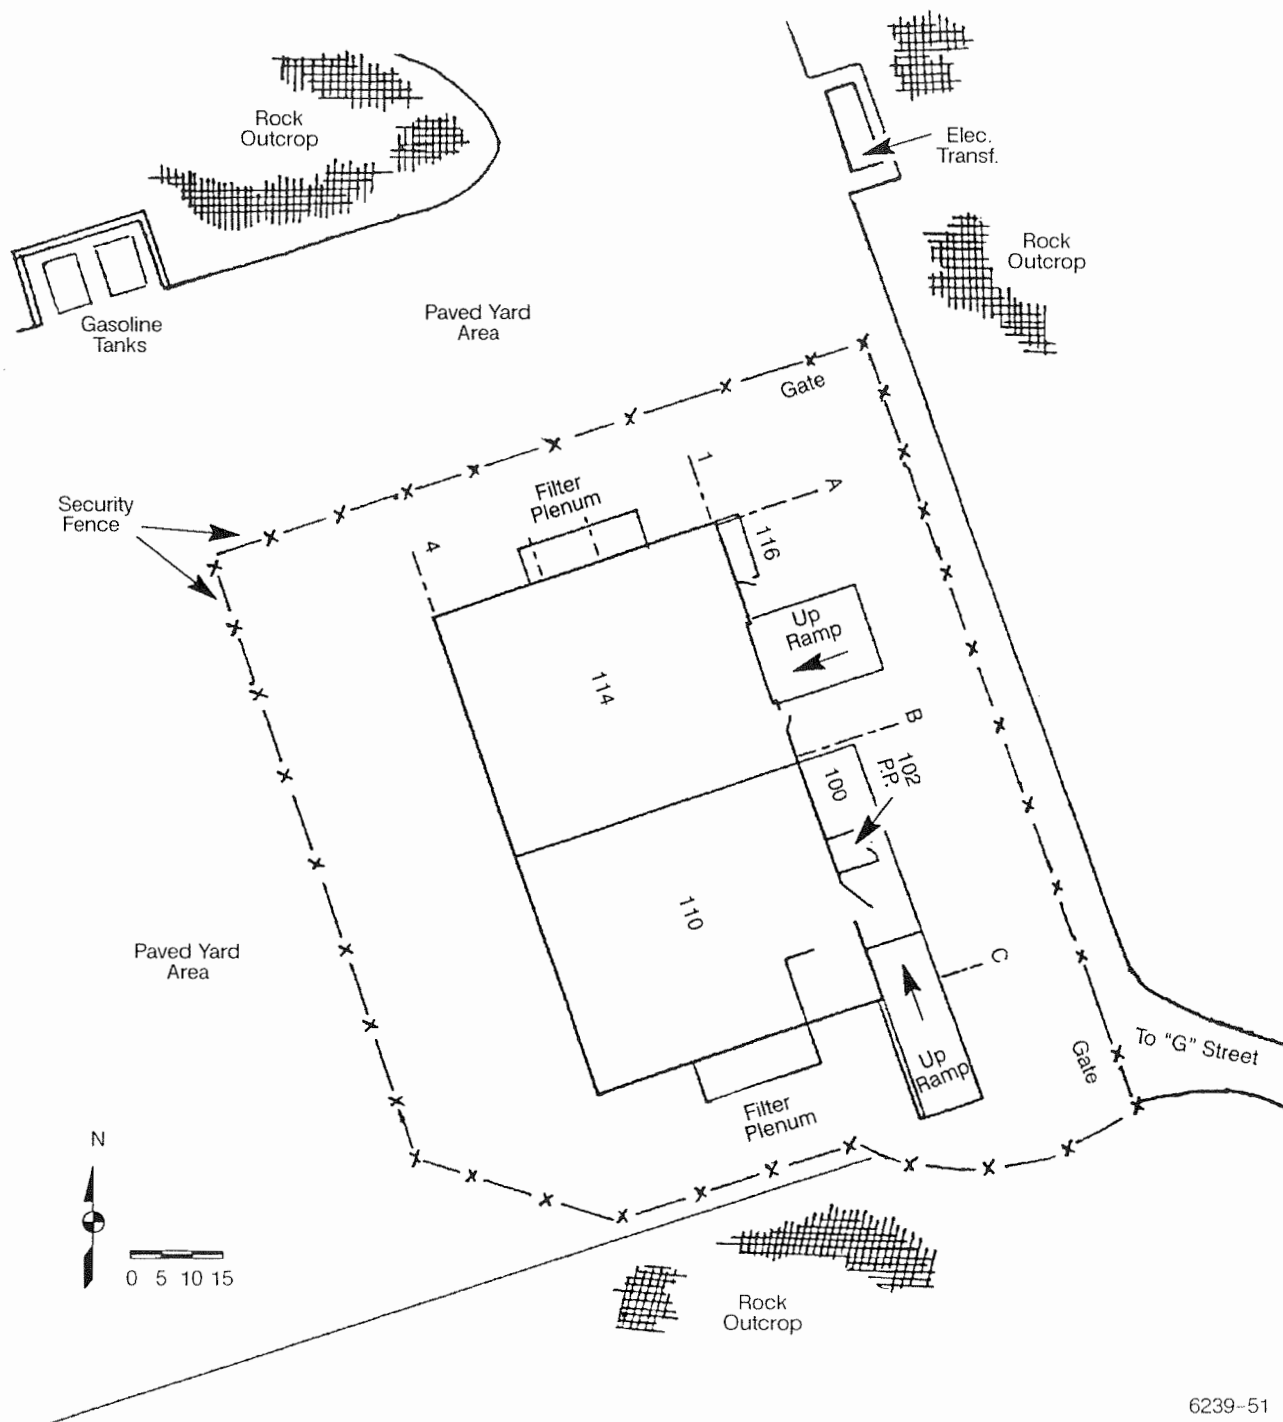 Rock
Outcrop
Elec.
Transf.
Rock
Outcrop
Gasoline
Tanks
Paved Yard
Area
Gate
Security
Fence
Filter
Plenum
1
A
4
116
Up
Ramp
114
B
102
P.P.
100
110
C
Paved Yard
Area
Up
Ramp
Gate
To "G" Street
Filter
Plenum
N
0 5 10 15
Rock
Outcrop
6239-51